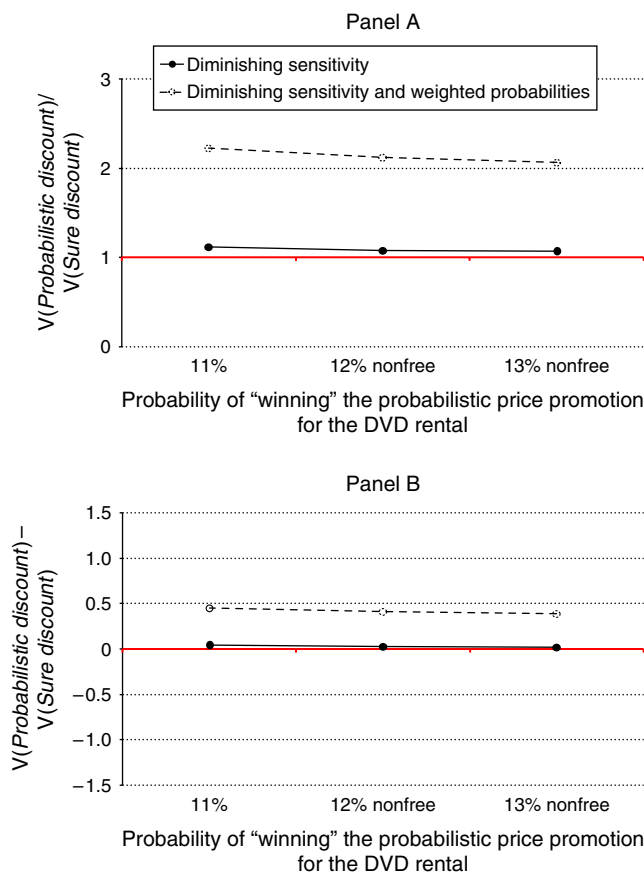 Panel A
Diminishing sensitivity
Diminishing sensitivity and weighted probabilities
V(Probabilistic discount)/
V(Sure discount)
3
2
1
0
11%
12% nonfree
13% nonfree
Probability of “winning” the probabilistic price promotion
for the DVD rental
Panel B
V(Probabilistic discount) –
V(Sure discount)
1.5
1.0
0.5
0
–0.5
–1.0
–1.5
11%
12% nonfree
13% nonfree
Probability of “winning” the probabilistic price promotion
for the DVD rental